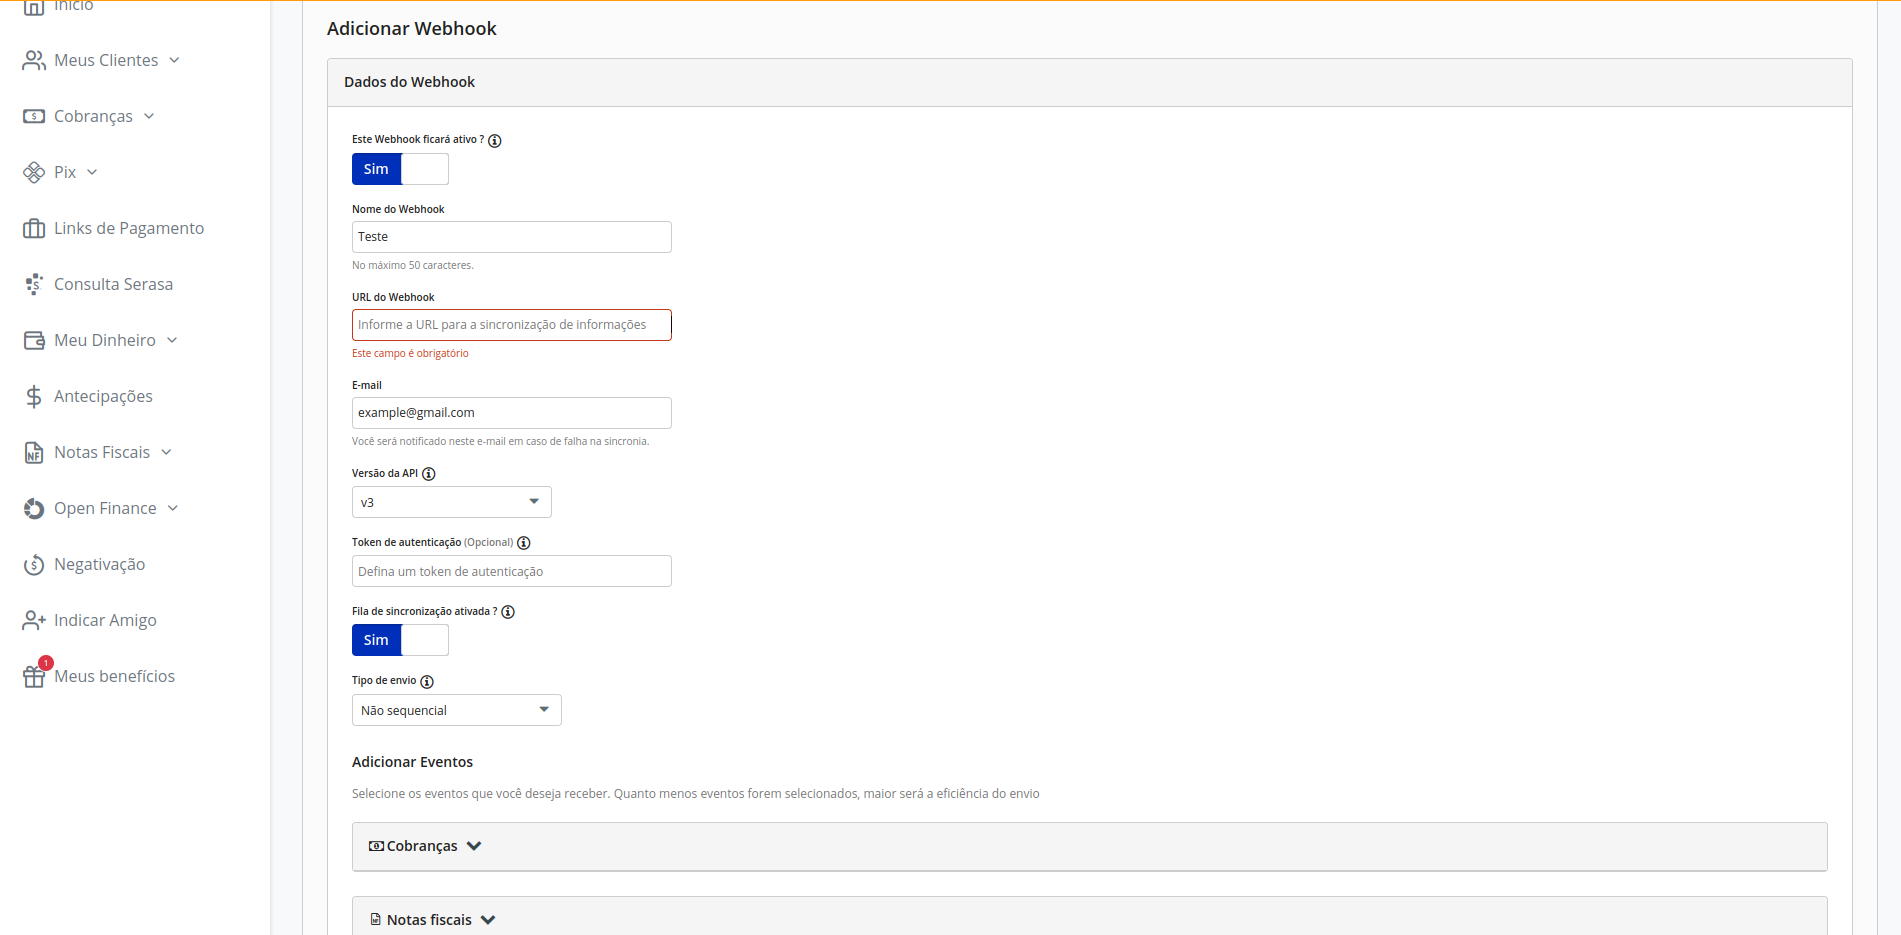 Início
Meus Clientes
Cobranças
Pix
Links de Pagamento
Consulta Serasa
Meu Dinheiro
Antecipações
Notas Fiscais
Open Finance
Negativação
Indicar Amigo
1
Meus benefícios
Adicionar Webhook
Dados do Webhook
Este Webhook ficará ativo ?
Sim
Nome do Webhook
Teste
No máximo 50 caracteres.
URL do Webhook
Informe a URL para a sincronização de informações
Este campo é obrigatório
E-mail
example@gmail.com
Você será notificado neste e-mail em caso de falha na sincronia.
Versão da API
v3
Token de autenticação (Opcional)
Defina um token de autenticação
Fila de sincronização ativada ?
Sim
Tipo de envio
Não sequencial
Adicionar Eventos
Selecione os eventos que você deseja receber. Quanto menos eventos forem selecionados, maior será a eficiência do envio
Cobranças
Notas fiscais